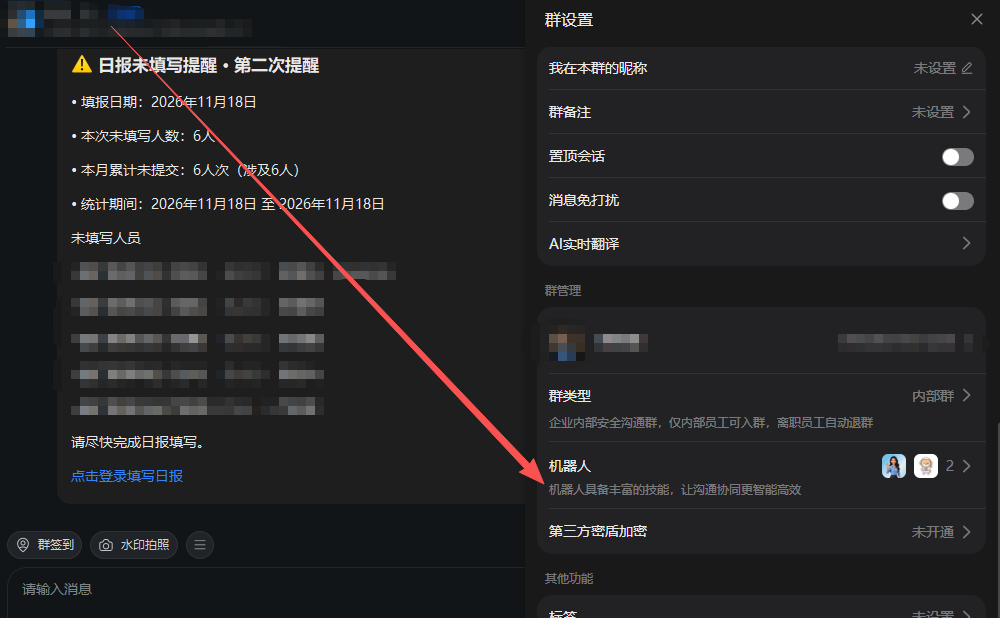 日报未填写提醒 • 第二次提醒
• 填报日期：2026年11月18日
• 本次未填写人数：6人
• 本月累计未提交：6人次（涉及6人）
• 统计期间：2026年11月18日 至 2026年11月18日
未填写人员
请尽快完成日报填写。
点击登录填写日报
群签到
水印拍照
请输入消息
群设置
我在本群的昵称 未设置
群备注 未设置
置顶会话
消息免打扰
AI实时翻译
群管理
群类型 内部群
企业内部安全沟通群，仅内部员工可入群，离职员工自动退群
机器人 2
机器人具备丰富的技能，让沟通协同更智能高效
第三方密盾加密 未开通
其他功能
标签 未设置